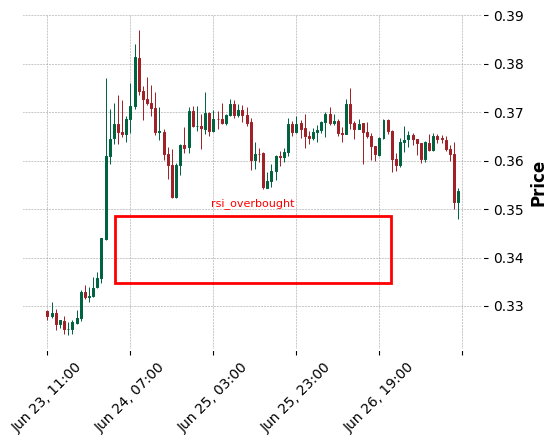 0.39
0.38
0.37
0.36
0.35
0.34
0.33
Price
rsi_overbought
Jun 23, 11:00
Jun 24, 07:00
Jun 25, 03:00
Jun 25, 23:00
Jun 26, 19:00